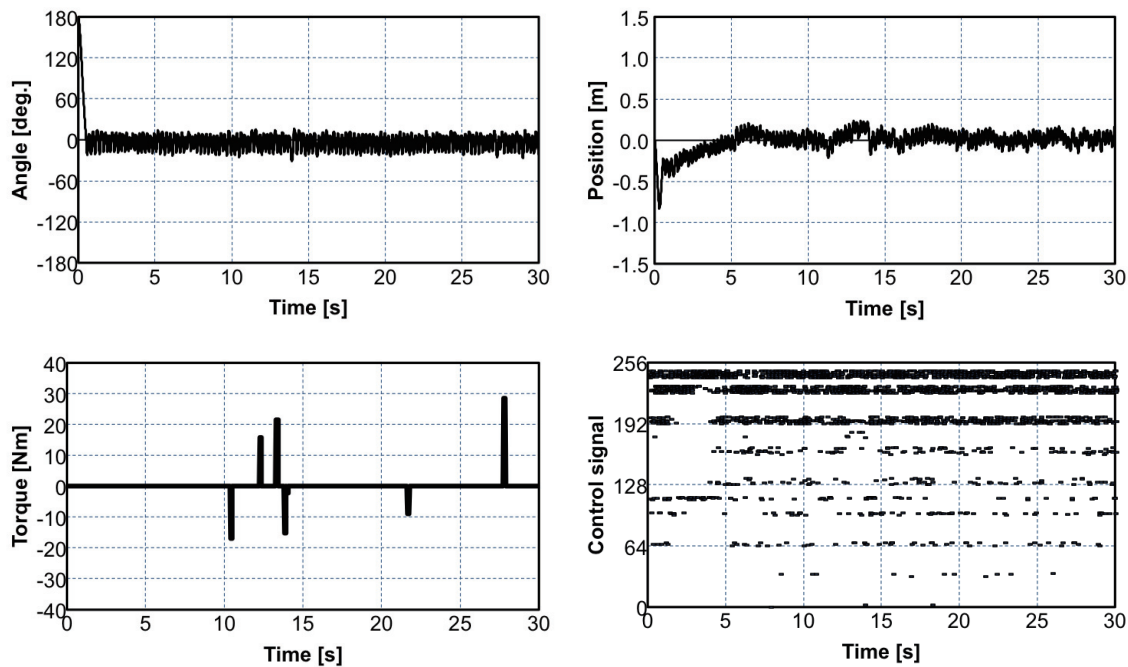 180
120
60
0
-60
-120
-180
Angle [deg.]
0 5 10 15 20 25 30
Time [s]
1.5
1.0
0.5
0.0
-0.5
-1.0
-1.5
Position [m]
0 5 10 15 20 25 30
Time [s]
40
30
20
10
0
-10
-20
-30
-40
Torque [Nm]
0 5 10 15 20 25 30
Time [s]
256
192
128
64
0
Control signal
0 5 10 15 20 25 30
Time [s]